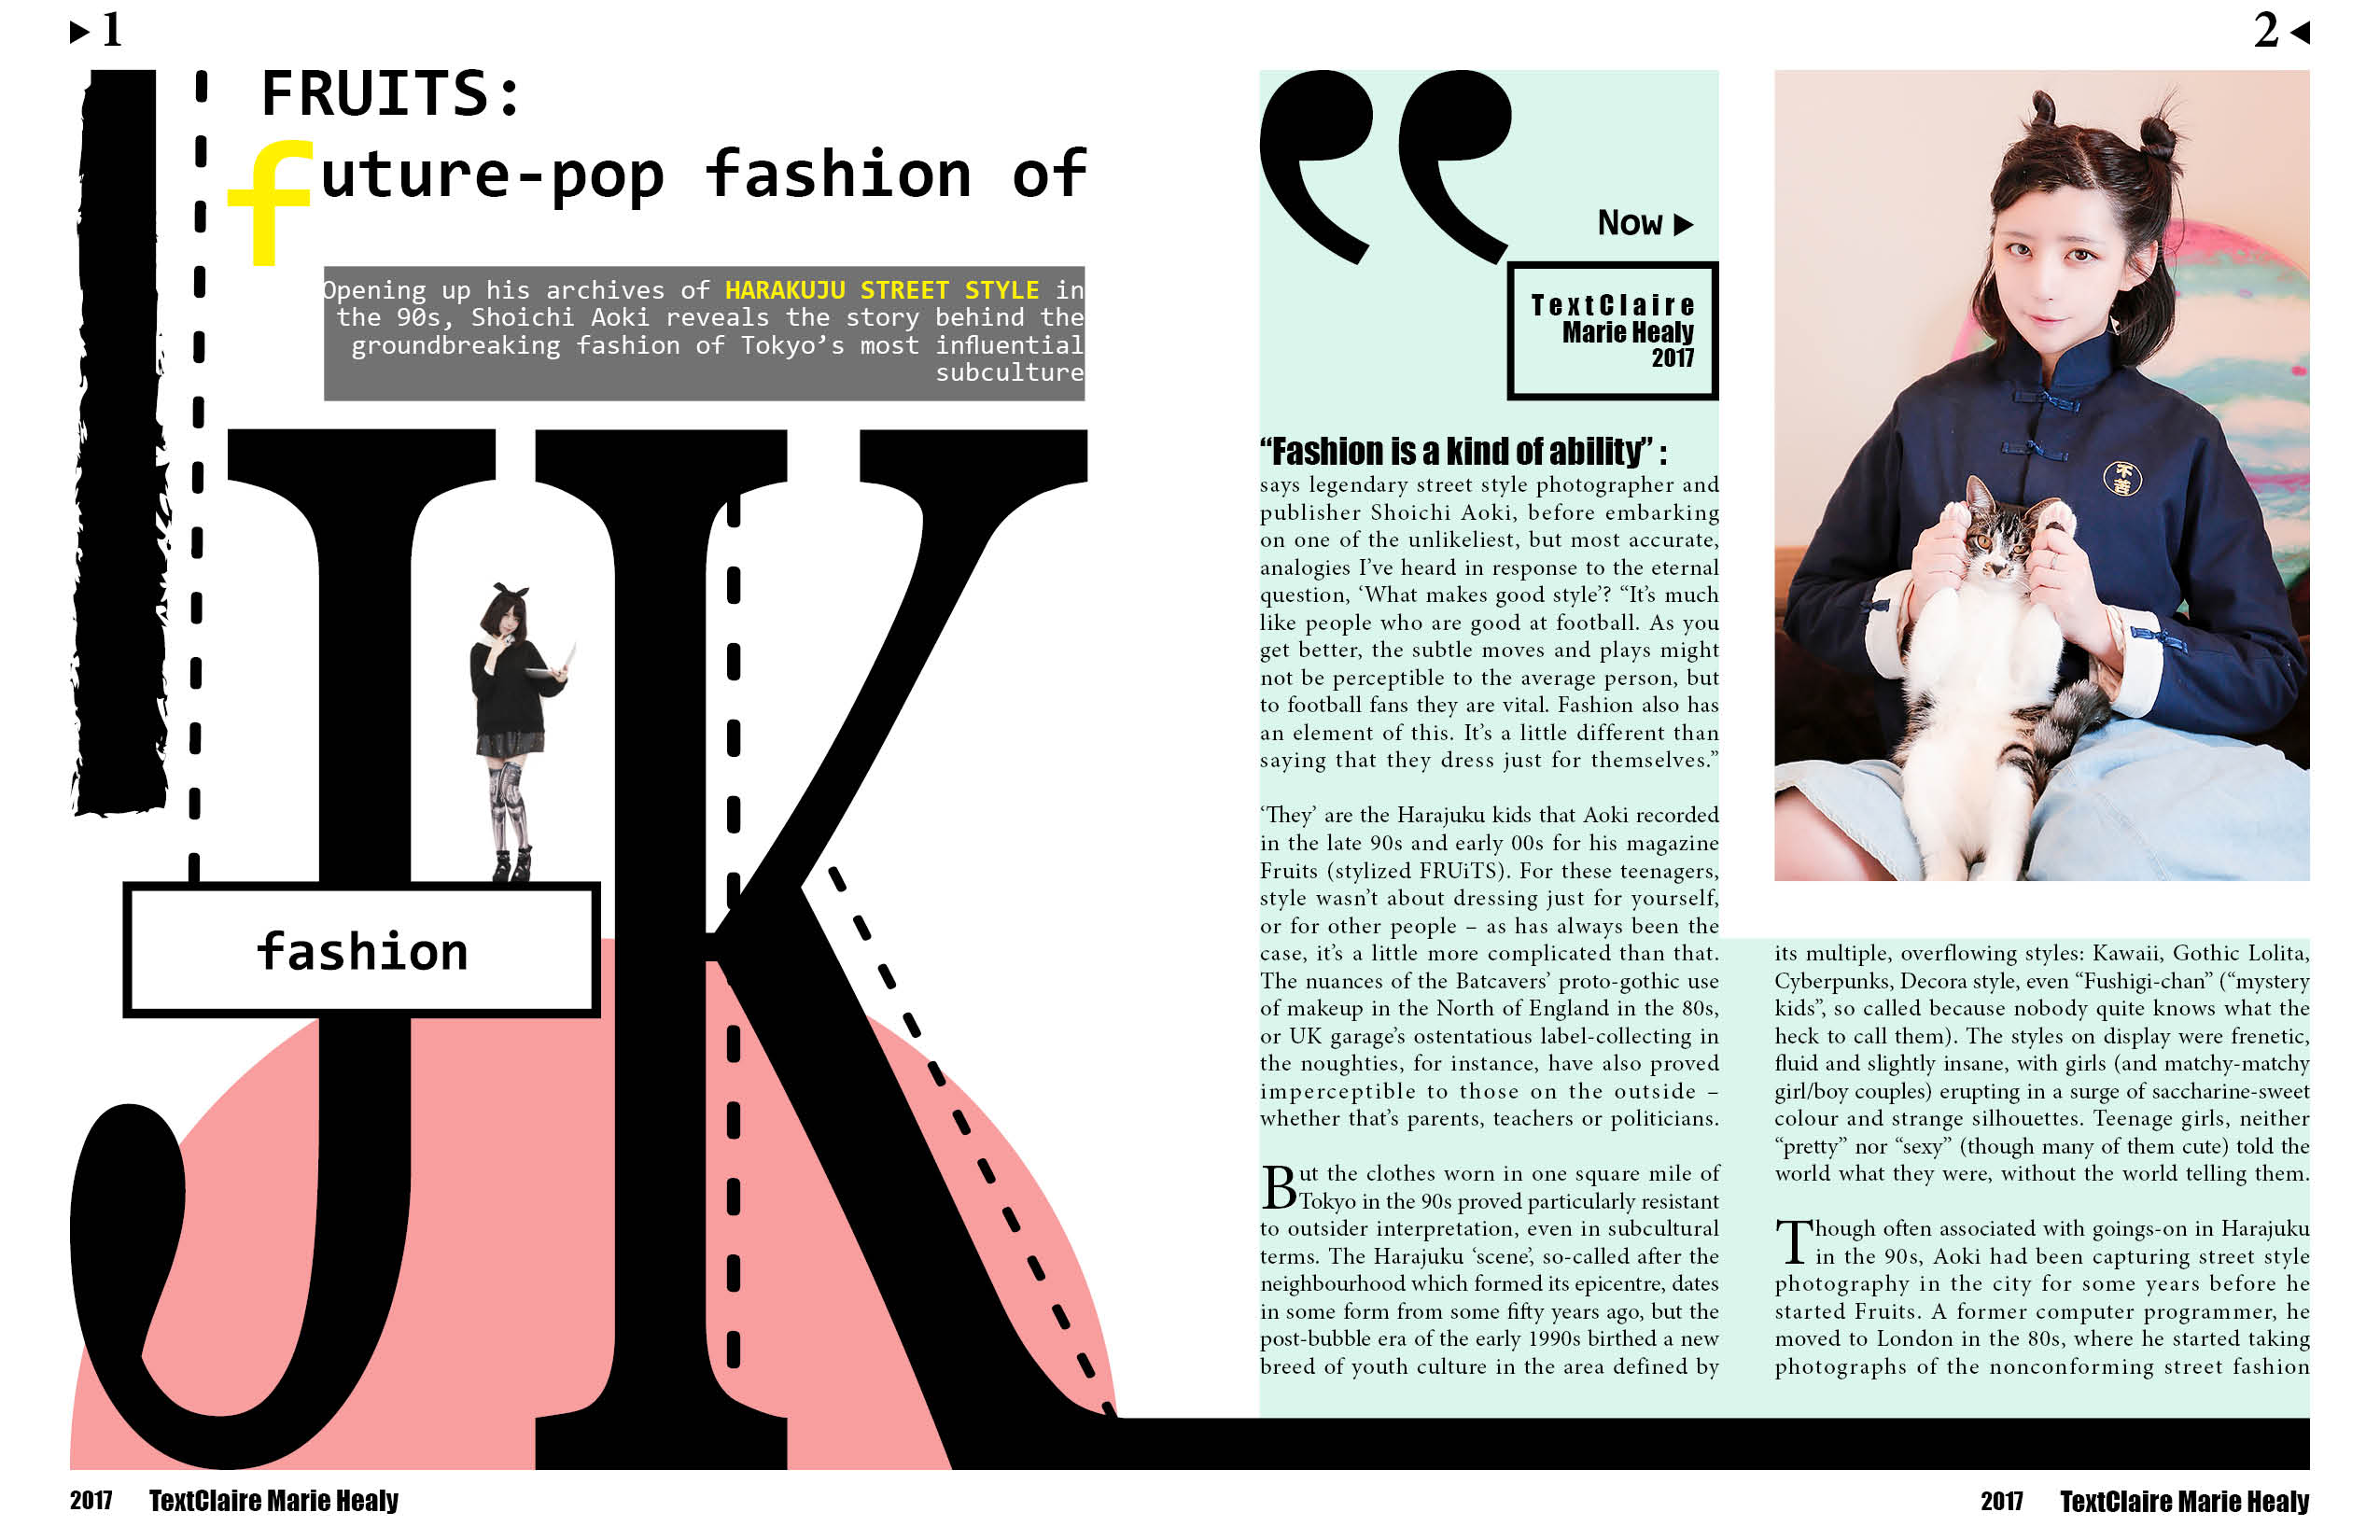 1
FRUITS:
future-pop fashion of
Opening up his archives of HARAKUJU STREET STYLE in
the 90s, Shoichi Aoki reveals the story behind the
groundbreaking fashion of Tokyo’s most influential
subculture
JK
fashion
2017 TextClaire Marie Healy
2
Now
TextClaire
Marie Healy
2017
“Fashion is a kind of ability” :
says legendary street style photographer and
publisher Shoichi Aoki, before embarking
on one of the unlikeliest, but most accurate,
analogies I’ve heard in response to the eternal
question, ‘What makes good style’? “It’s much
like people who are good at football. As you
get better, the subtle moves and plays might
not be perceptible to the average person, but
to football fans they are vital. Fashion also has
an element of this. It’s a little different than
saying that they dress just for themselves.”
‘They’ are the Harajuku kids that Aoki recorded
in the late 90s and early 00s for his magazine
Fruits (stylized FRUiTS). For these teenagers,
style wasn’t about dressing just for yourself,
or for other people – as has always been the
case, it’s a little more complicated than that.
The nuances of the Batcavers’ proto-gothic use
of makeup in the North of England in the 80s,
or UK garage’s ostentatious label-collecting in
the noughties, for instance, have also proved
imperceptible to those on the outside –
whether that’s parents, teachers or politicians.
But the clothes worn in one square mile of
Tokyo in the 90s proved particularly resistant
to outsider interpretation, even in subcultural
terms. The Harajuku ‘scene’, so-called after the
neighbourhood which formed its epicentre, dates
in some form from some fifty years ago, but the
post-bubble era of the early 1990s birthed a new
breed of youth culture in the area defined by
不
苦
its multiple, overflowing styles: Kawaii, Gothic Lolita,
Cyberpunks, Decora style, even “Fushigi-chan” (“mystery
kids”, so called because nobody quite knows what the
heck to call them). The styles on display were frenetic,
fluid and slightly insane, with girls (and matchy-matchy
girl/boy couples) erupting in a surge of saccharine-sweet
colour and strange silhouettes. Teenage girls, neither
“pretty” nor “sexy” (though many of them cute) told the
world what they were, without the world telling them.
Though often associated with goings-on in Harajuku
in the 90s, Aoki had been capturing street style
photography in the city for some years before he
started Fruits. A former computer programmer, he
moved to London in the 80s, where he started taking
photographs of the nonconforming street fashion
2017 TextClaire Marie Healy